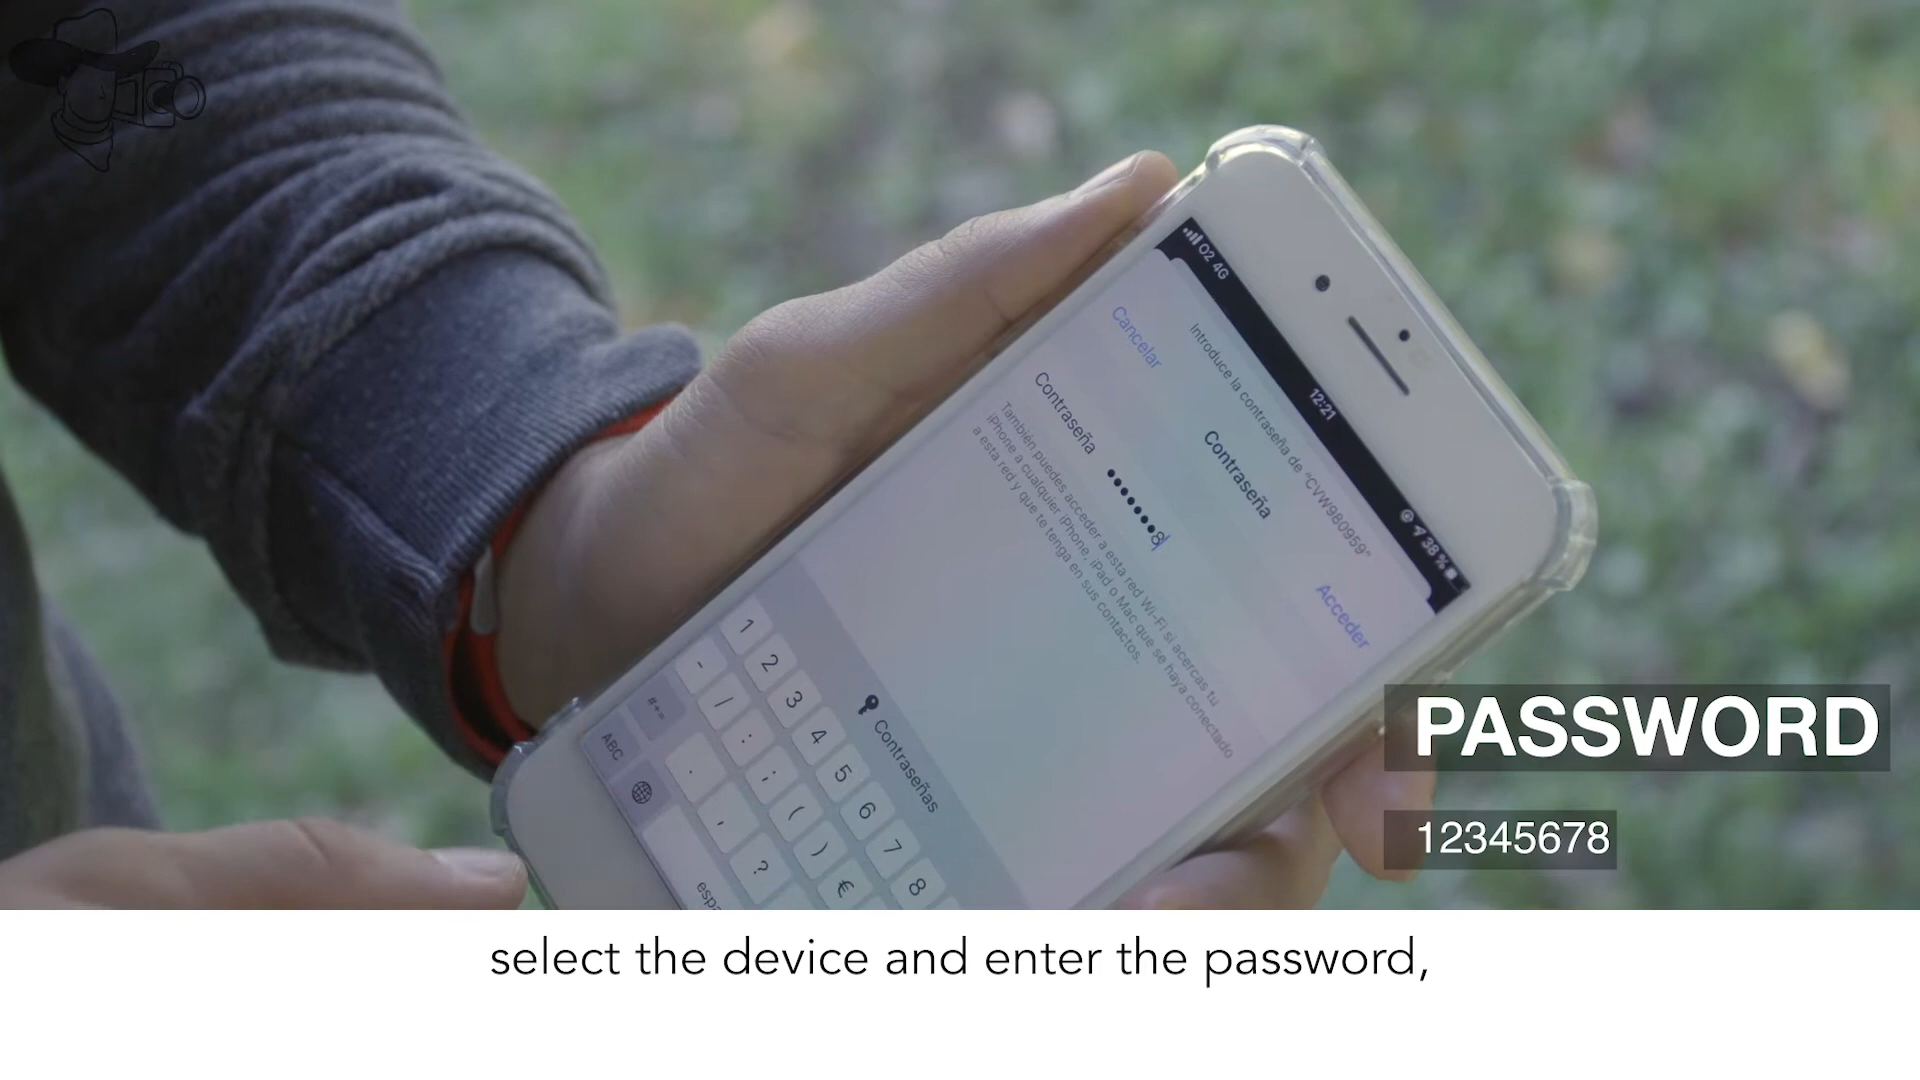 O2 4G
12:21
38 %
Introduce la contraseña de "CVW980959"
Cancelar
Contraseña
Acceder
Contraseña ●●●●●●●8
También puedes acceder a esta red Wi-Fi si acercas tu
iPhone a cualquier iPhone, iPad o Mac que se haya conectado
a esta red y que te tenga en sus contactos.
Contraseñas
1 2 3 4 5 6 7 8
- / : ; ( ) €
#+= . , ?
ABC
PASSWORD
12345678
select the device and enter the password,